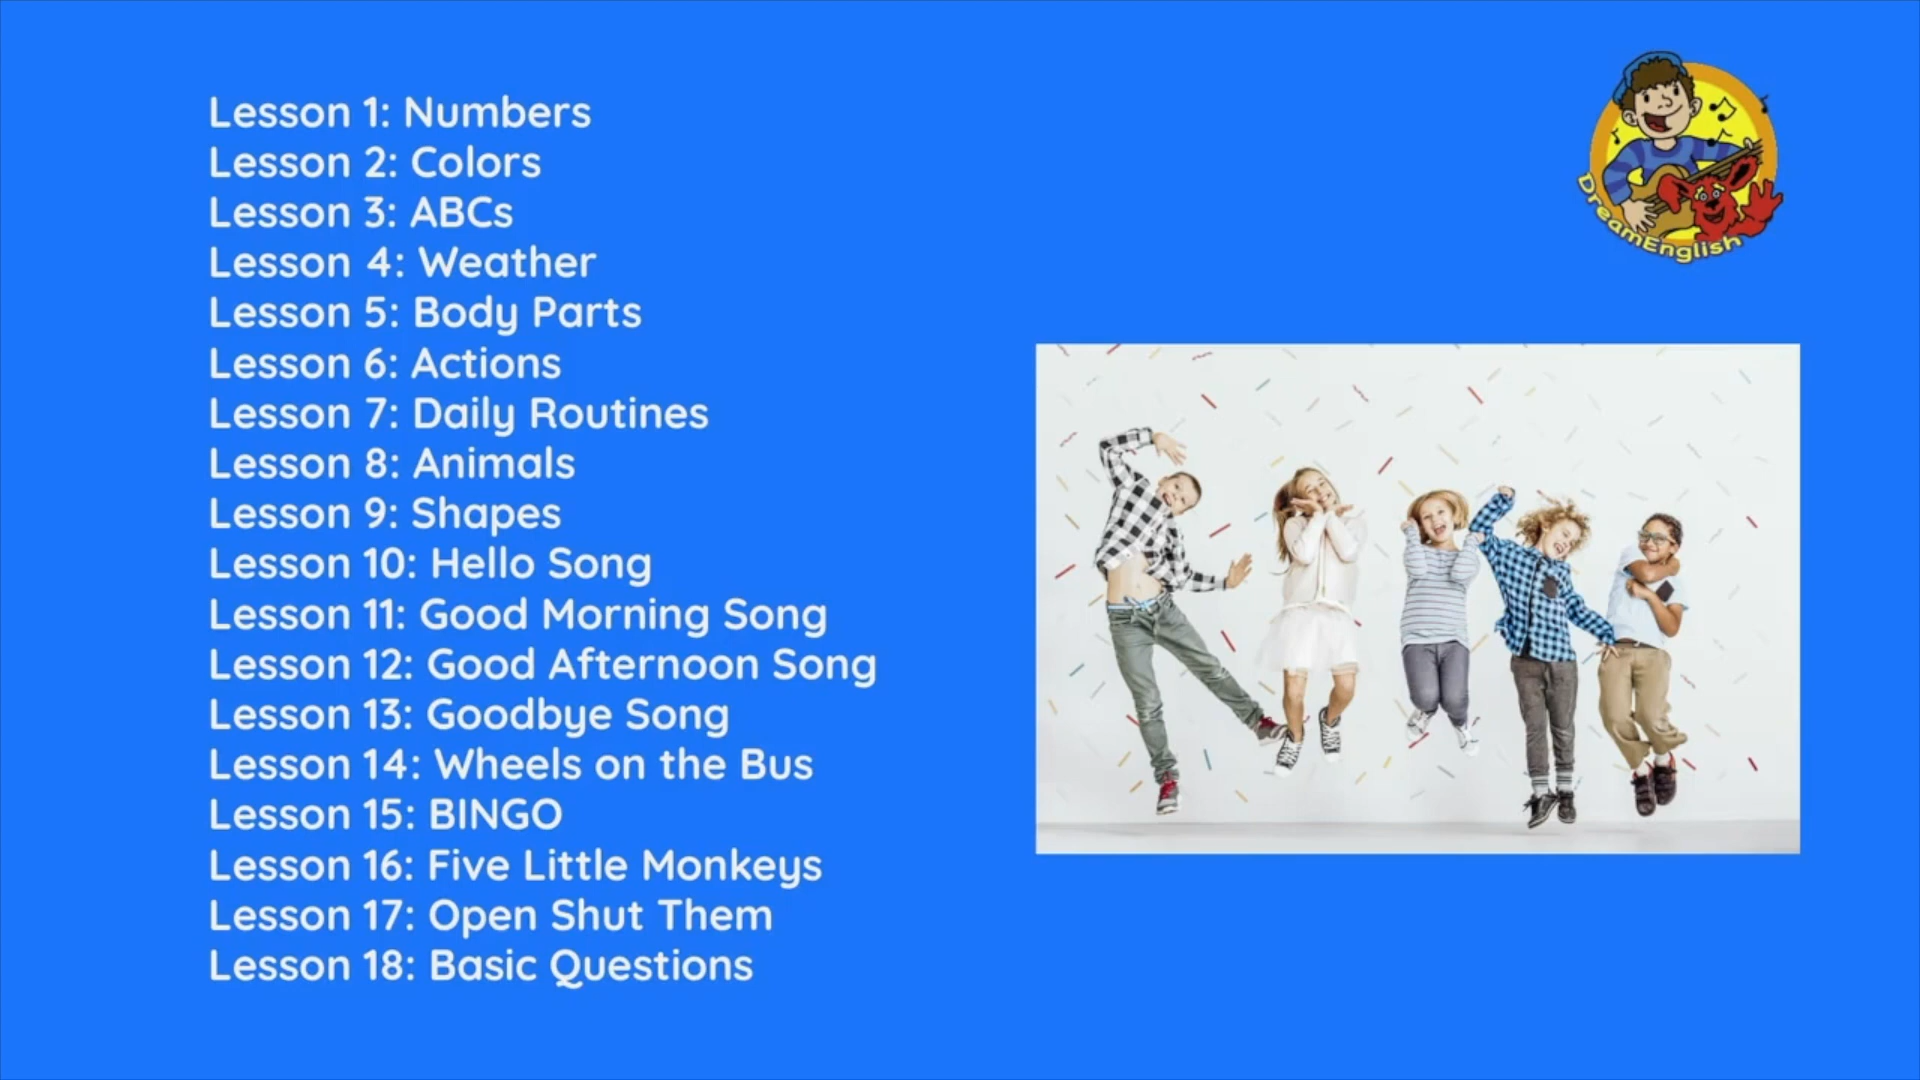 Lesson 1: Numbers
Lesson 2: Colors
Lesson 3: ABCs
Lesson 4: Weather
Lesson 5: Body Parts
Lesson 6: Actions
Lesson 7: Daily Routines
Lesson 8: Animals
Lesson 9: Shapes
Lesson 10: Hello Song
Lesson 11: Good Morning Song
Lesson 12: Good Afternoon Song
Lesson 13: Goodbye Song
Lesson 14: Wheels on the Bus
Lesson 15: BINGO
Lesson 16: Five Little Monkeys
Lesson 17: Open Shut Them
Lesson 18: Basic Questions
DreamEnglish